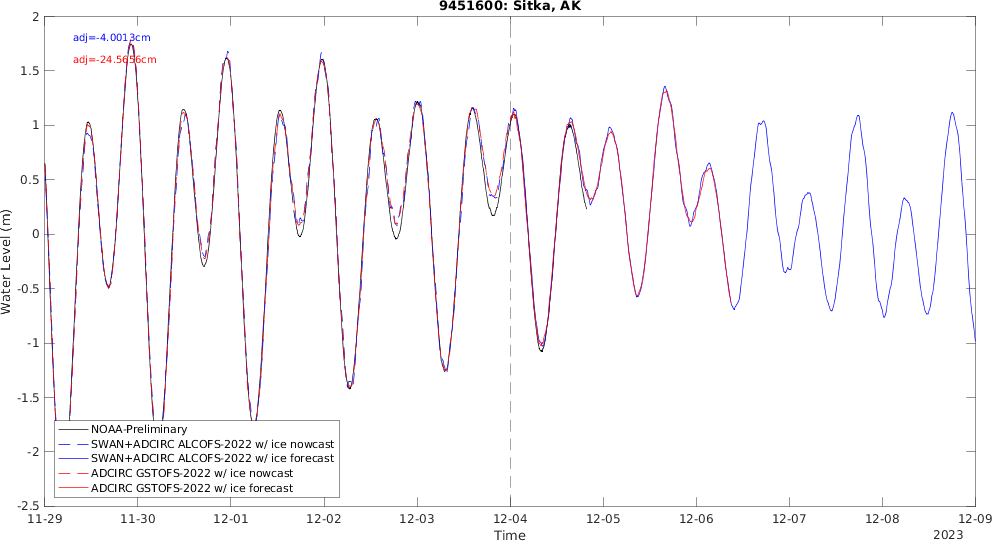 9451600: Sitka, AK
adj=-4.0013cm
adj=-24.5656cm
Water Level (m)
2
1.5
1
0.5
0
-0.5
-1
-1.5
-2
-2.5
NOAA-Preliminary
SWAN+ADCIRC ALCOFS-2022 w/ ice nowcast
SWAN+ADCIRC ALCOFS-2022 w/ ice forecast
ADCIRC GSTOFS-2022 w/ ice nowcast
ADCIRC GSTOFS-2022 w/ ice forecast
11-29 11-30 12-01 12-02 12-03 12-04 12-05 12-06 12-07 12-08 12-09
Time
2023